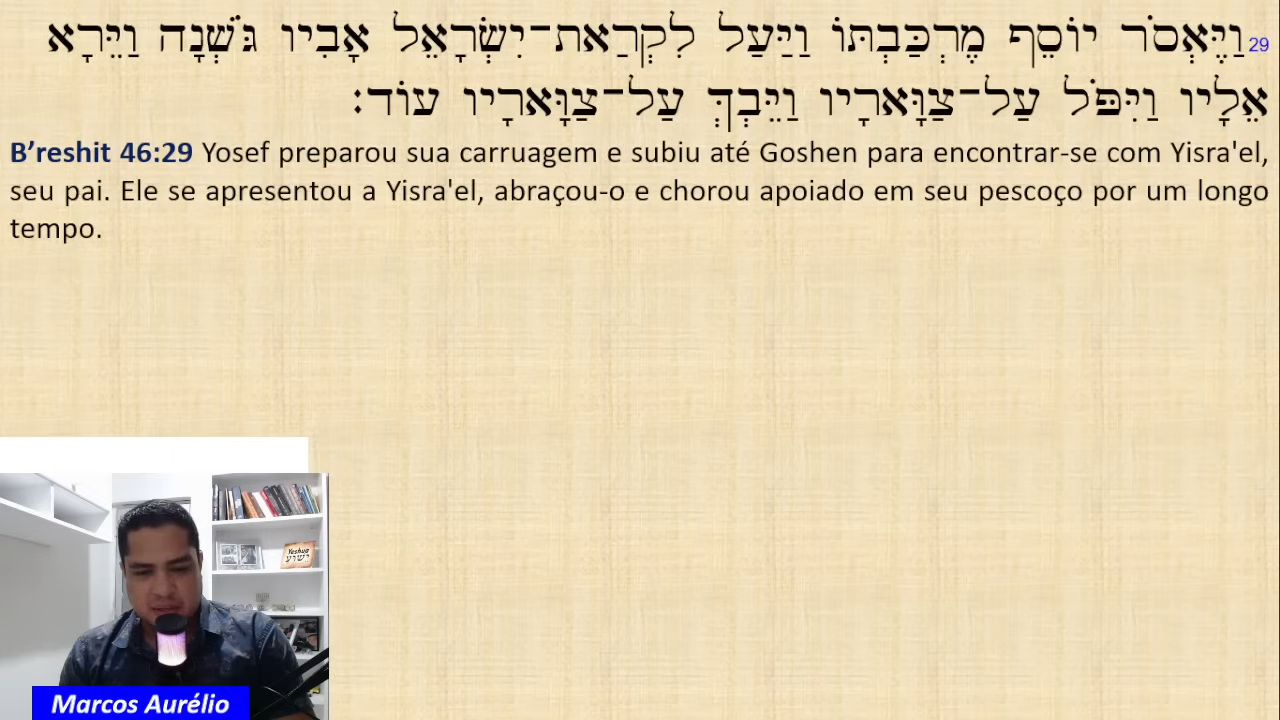 29 וַיֶּאְסֹר יוֹסֵף מֶרְכַּבְתּוֹ וַיַּעַל לִקְרַאת־יִשְׂרָאֵל אָבִיו גֹּשְׁנָה וַיֵּרָא
אֵלָיו וַיִּפֹּל עַל־צַוָּארָיו וַיֵּבְךְּ עַל־צַוָּארָיו עוֹד׃
B’reshit 46:29 Yosef preparou sua carruagem e subiu até Goshen para encontrar-se com Yisra'el,
seu pai. Ele se apresentou a Yisra'el, abraçou-o e chorou apoiado em seu pescoço por um longo
tempo.
Yeshua
ישוע
Marcos Aurélio